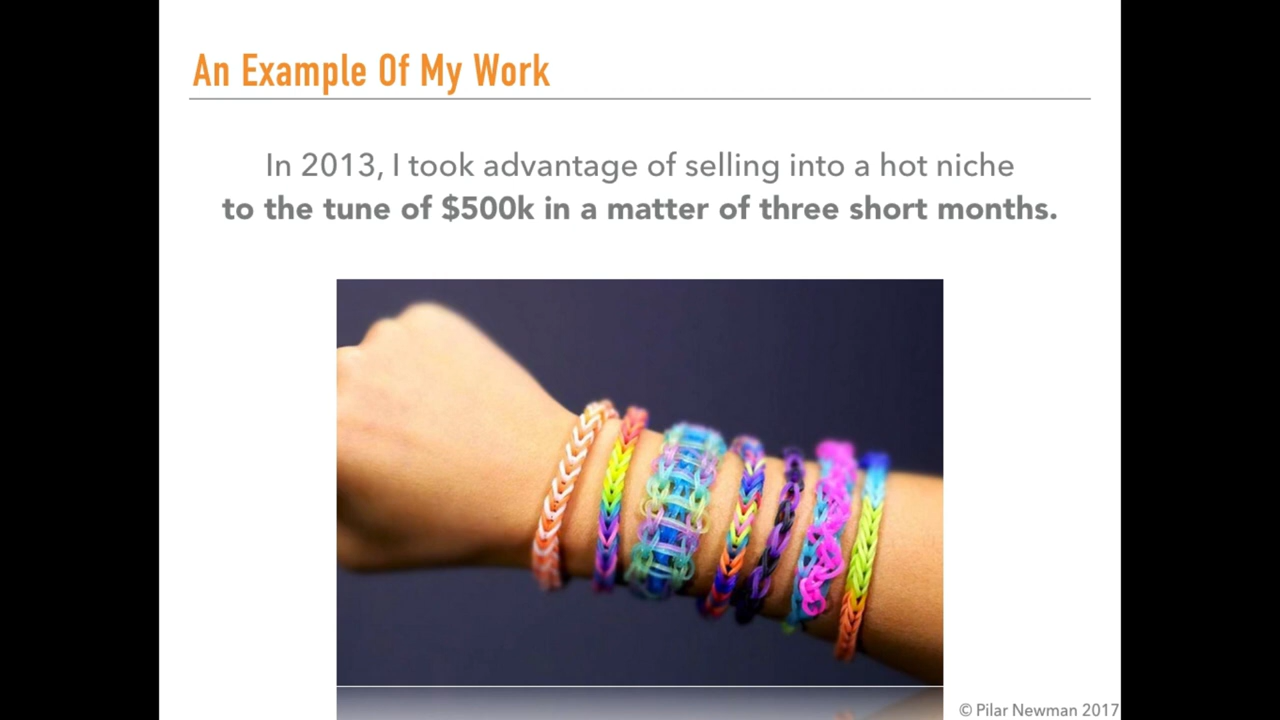 An Example Of My Work
In 2013, I took advantage of selling into a hot niche
to the tune of $500k in a matter of three short months.
© Pilar Newman 2017